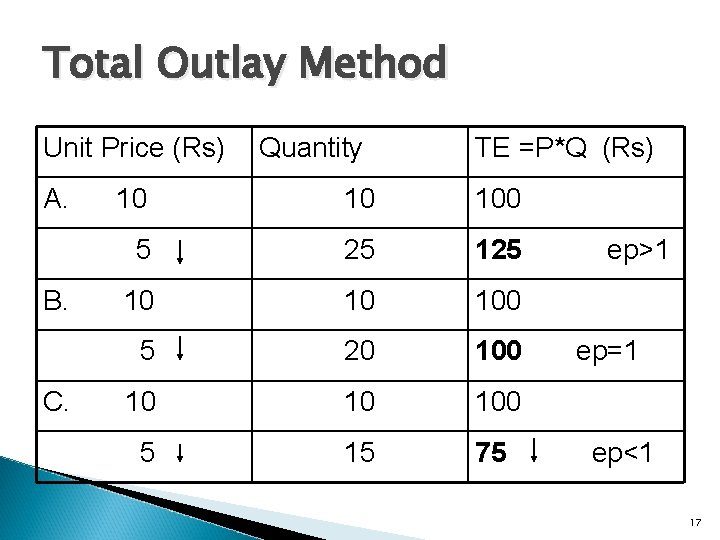 Total Outlay Method
Unit Price (Rs) Quantity TE =P*Q (Rs)
A. 10 10 100
5 ↓ 25 125 ep>1
B. 10 10 100
5 ↓ 20 100 ep=1
C. 10 10 100
5 ↓ 15 75 ↓ ep<1
17